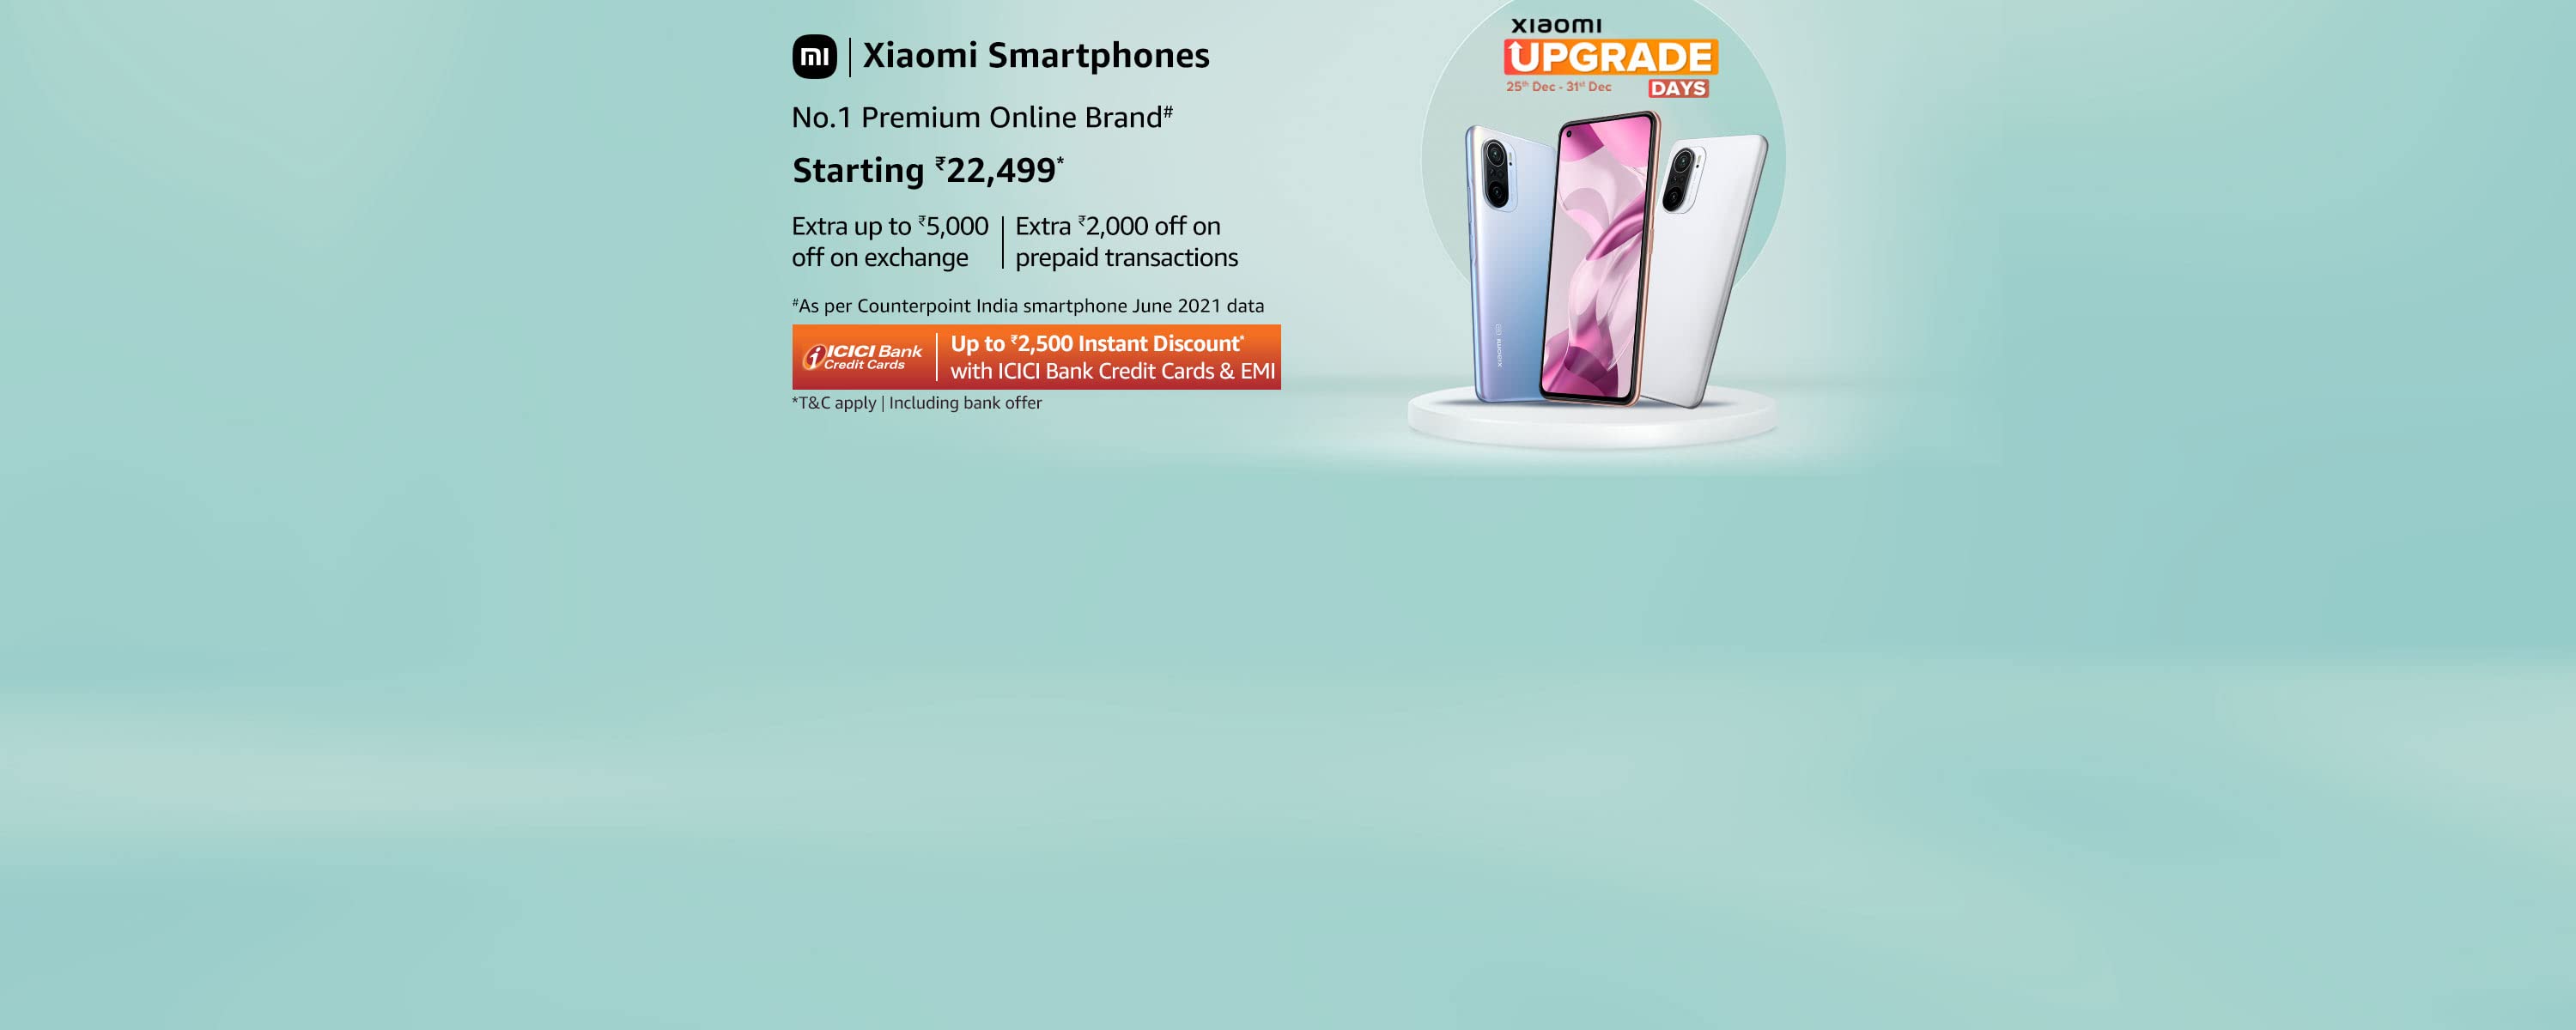 mi | Xiaomi Smartphones
No.1 Premium Online Brand#
Starting ₹22,499*
Extra up to ₹5,000
off on exchange
Extra ₹2,000 off on
prepaid transactions
#As per Counterpoint India smartphone June 2021 data
ICICI Bank
Credit Cards
Up to ₹2,500 Instant Discount*
with ICICI Bank Credit Cards & EMI
*T&C apply | Including bank offer
xiaomi
UPGRADE
25th Dec - 31st Dec
DAYS
XIAOMI